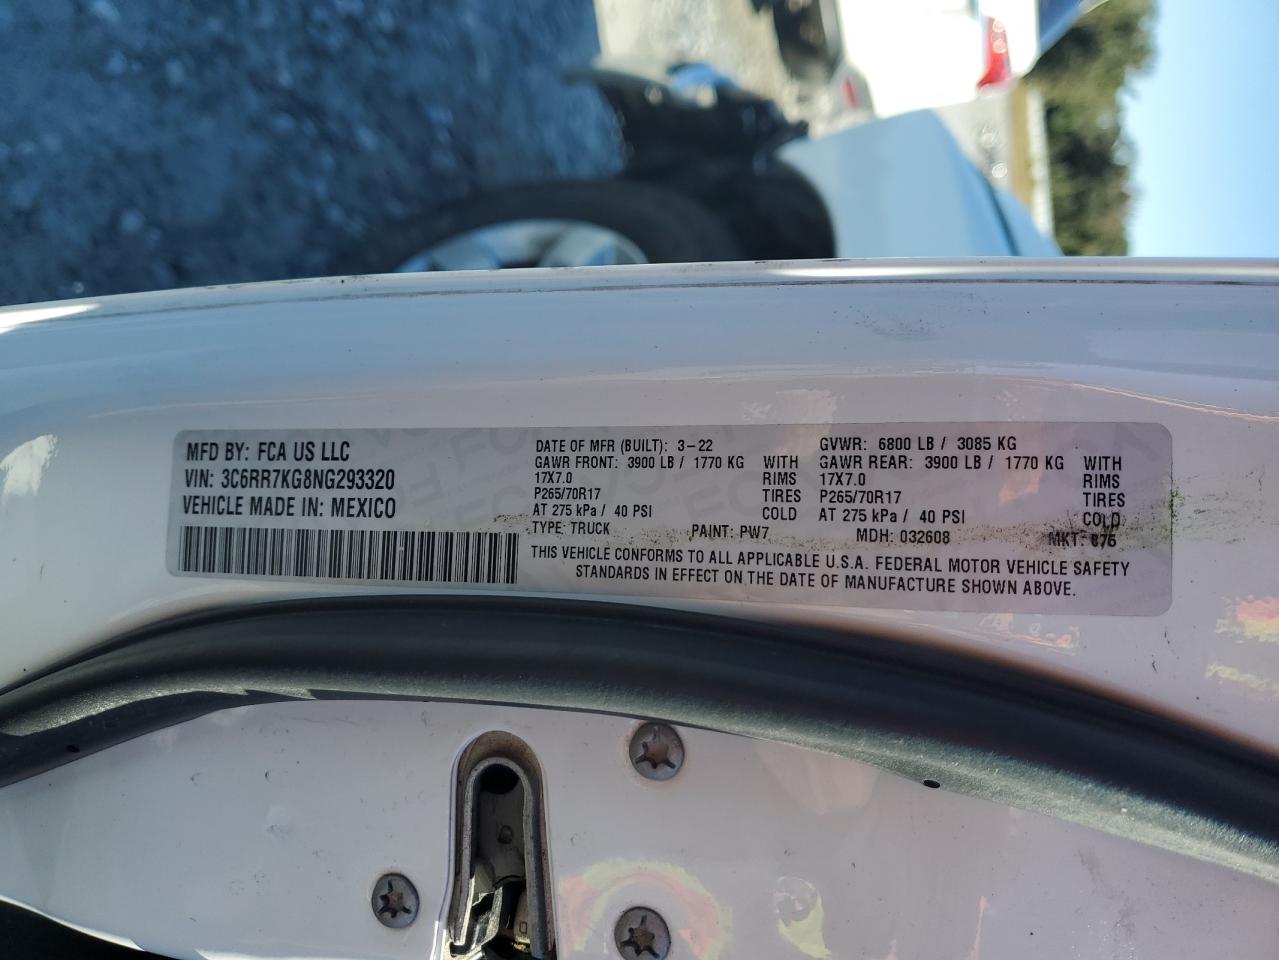 MFD BY: FCA US LLC
VIN: 3C6RR7KG8NG293320
VEHICLE MADE IN: MEXICO
DATE OF MFR (BUILT): 3-22 GVWR: 6800 LB / 3085 KG
GAWR FRONT: 3900 LB / 1770 KG WITH GAWR REAR: 3900 LB / 1770 KG WITH
17X7.0 RIMS 17X7.0 RIMS
P265/70R17 TIRES P265/70R17 TIRES
AT 275 kPa / 40 PSI COLD AT 275 kPa / 40 PSI COLD
TYPE: TRUCK PAINT: PW7 MDH: 032608 MKT:
THIS VEHICLE CONFORMS TO ALL APPLICABLE U.S.A. FEDERAL MOTOR VEHICLE SAFETY
STANDARDS IN EFFECT ON THE DATE OF MANUFACTURE SHOWN ABOVE.